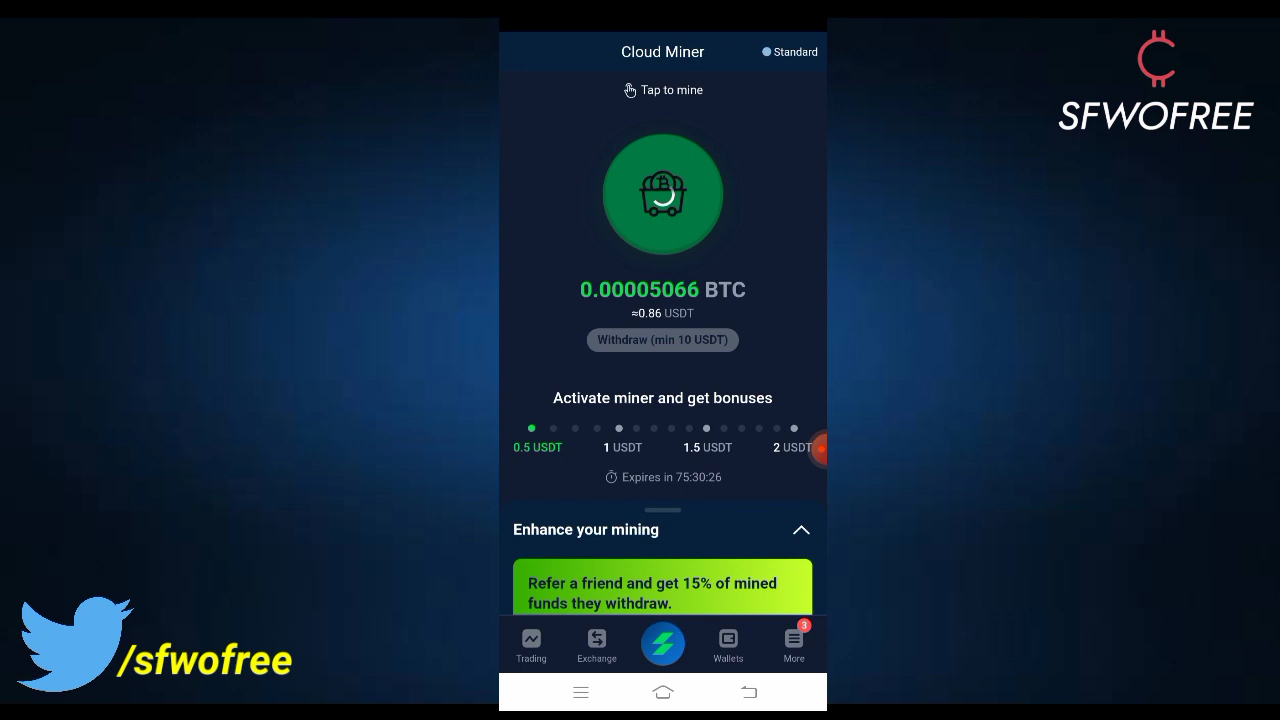 Cloud Miner
Standard
Tap to mine
SFWOFREE
0.00005066 BTC
≈0.86 USDT
Withdraw (min 10 USDT)
Activate miner and get bonuses
0.5 USDT 1 USDT 1.5 USDT 2 USDT
Expires in 75:30:26
Enhance your mining
Refer a friend and get 15% of mined
funds they withdraw.
3
Trading Exchange Wallets More
/sfwofree